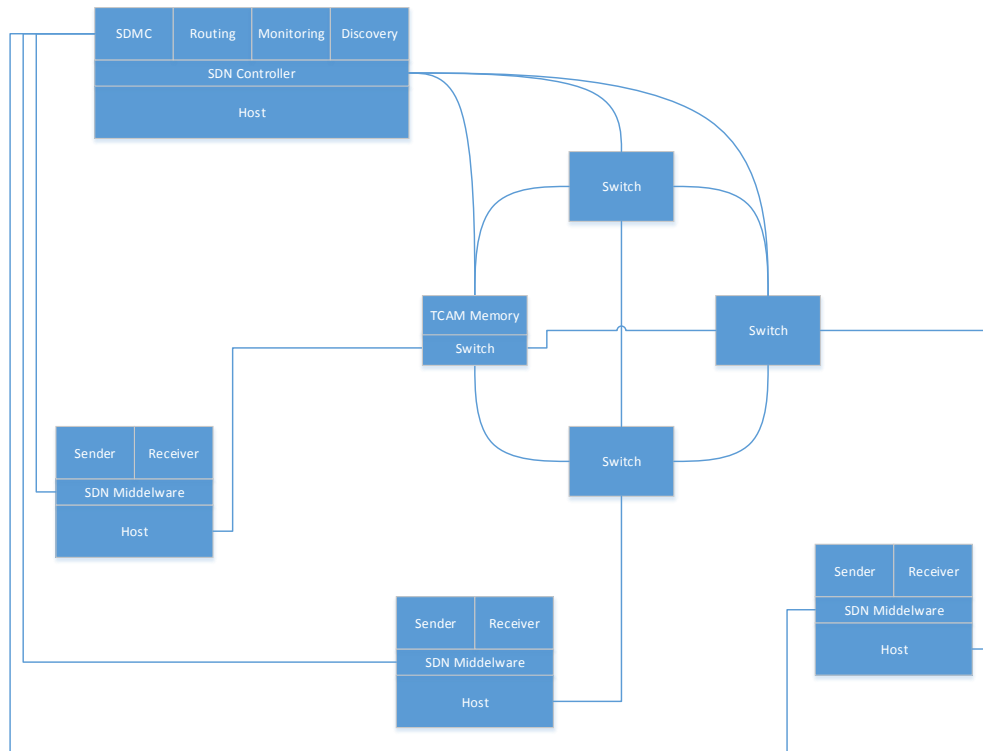 SDMC
Routing
Monitoring
Discovery
SDN Controller
Host
Switch
TCAM Memory
Switch
Switch
Switch
Sender
Receiver
SDN Middelware
Host
Sender
Receiver
SDN Middelware
Host
Sender
Receiver
SDN Middelware
Host